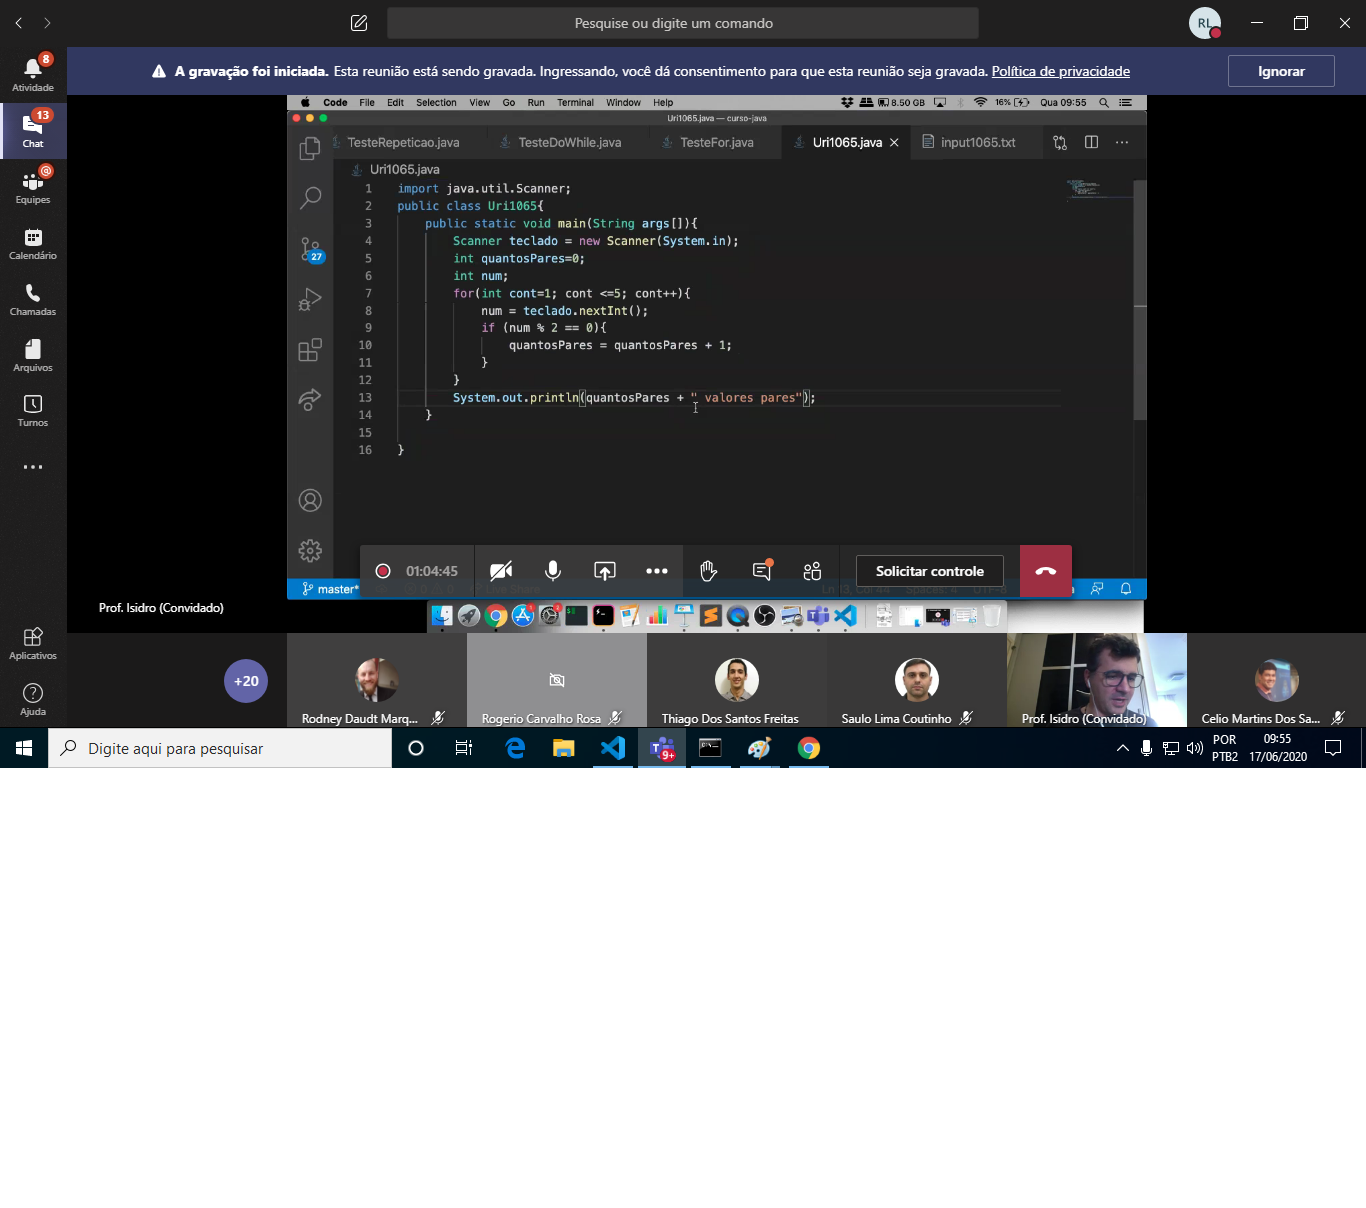 Pesquise ou digite um comando
RL
A gravação foi iniciada. Esta reunião está sendo gravada. Ingressando, você dá consentimento para que esta reunião seja gravada. Política de privacidade
Ignorar
8
Atividade
13
Chat
@
Equipes
Calendário
Chamadas
Arquivos
Turnos
Aplicativos
Ajuda
Code File Edit Selection View Go Run Terminal Window Help
8.50 GB 16% Qua 09:55
Uri1065.java — curso-java
TesteRepeticao.java TesteDoWhile.java TesteFor.java Uri1065.java input1065.txt
Uri1065.java
27
1 import java.util.Scanner;
2 public class Uri1065{
3 public static void main(String args[]){
4 Scanner teclado = new Scanner(System.in);
5 int quantosPares=0;
6 int num;
7 for(int cont=1; cont <=5; cont++){
8 num = teclado.nextInt();
9 if (num % 2 == 0){
10 quantosPares = quantosPares + 1;
11 }
12 }
13 System.out.println(quantosPares + " valores pares");
14 }
15
16 }
01:04:45
Solicitar controle
master*
Prof. Isidro (Convidado)
+20
Rodney Daudt Marq...
Rogerio Carvalho Rosa
Thiago Dos Santos Freitas
Saulo Lima Coutinho
Prof. Isidro (Convidado)
Celio Martins Dos Sa...
Digite aqui para pesquisar
9+
POR
PTB2
09:55
17/06/2020